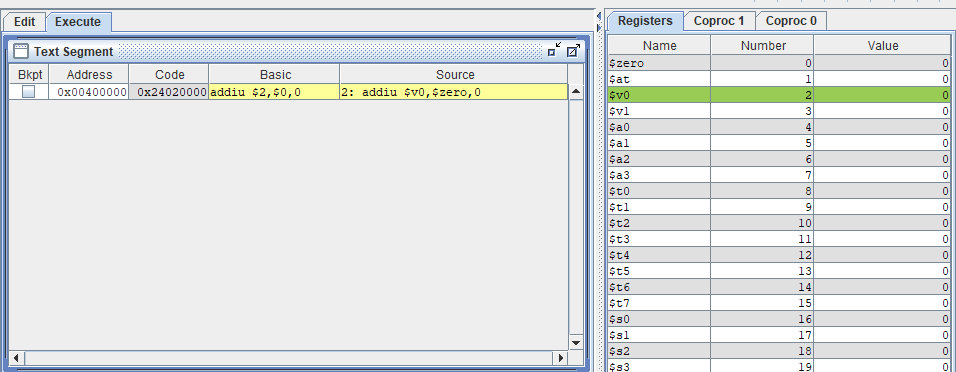 Edit Execute
Text Segment
Bkpt Address Code Basic Source
0x00400000 0x24020000 addiu $2,$0,0 2: addiu $v0,$zero,0
Registers Coproc 1 Coproc 0
Name Number Value
$zero 0 0
$at 1 0
$v0 2 0
$v1 3 0
$a0 4 0
$a1 5 0
$a2 6 0
$a3 7 0
$t0 8 0
$t1 9 0
$t2 10 0
$t3 11 0
$t4 12 0
$t5 13 0
$t6 14 0
$t7 15 0
$s0 16 0
$s1 17 0
$s2 18 0
$s3 19 0